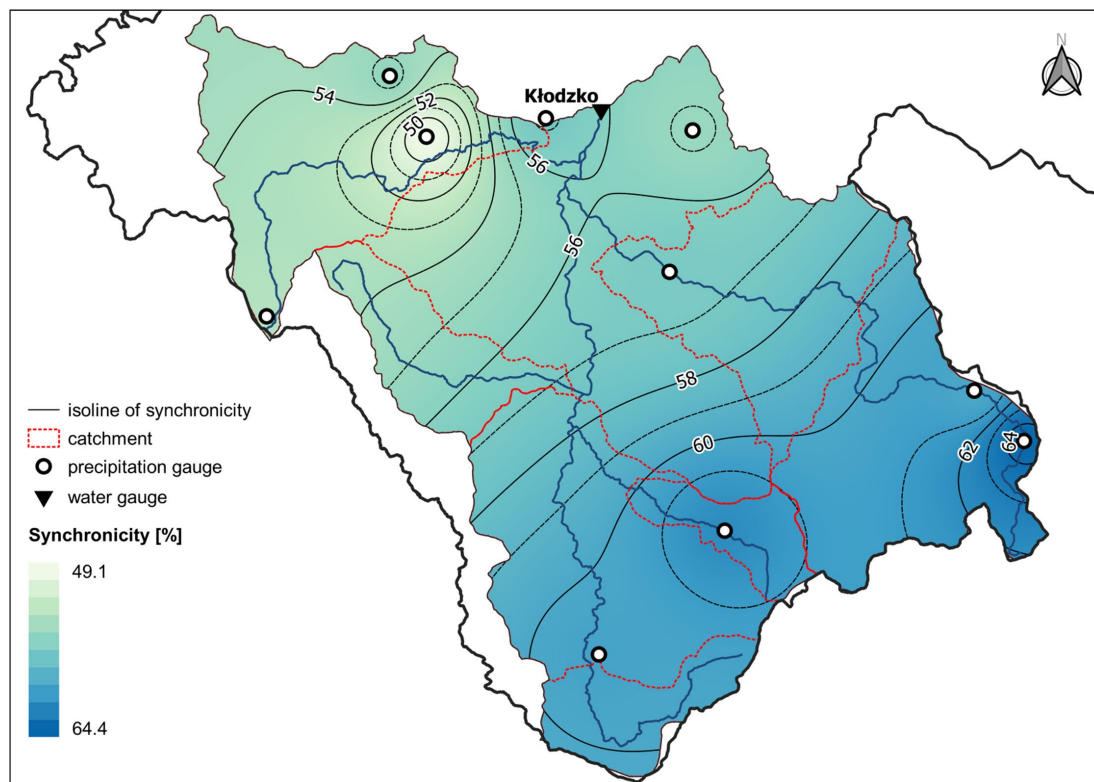 N
54
52
50
Kłodzko
56
56
58
60
62
64
isoline of synchronicity
catchment
precipitation gauge
water gauge
Synchronicity [%]
49.1
64.4